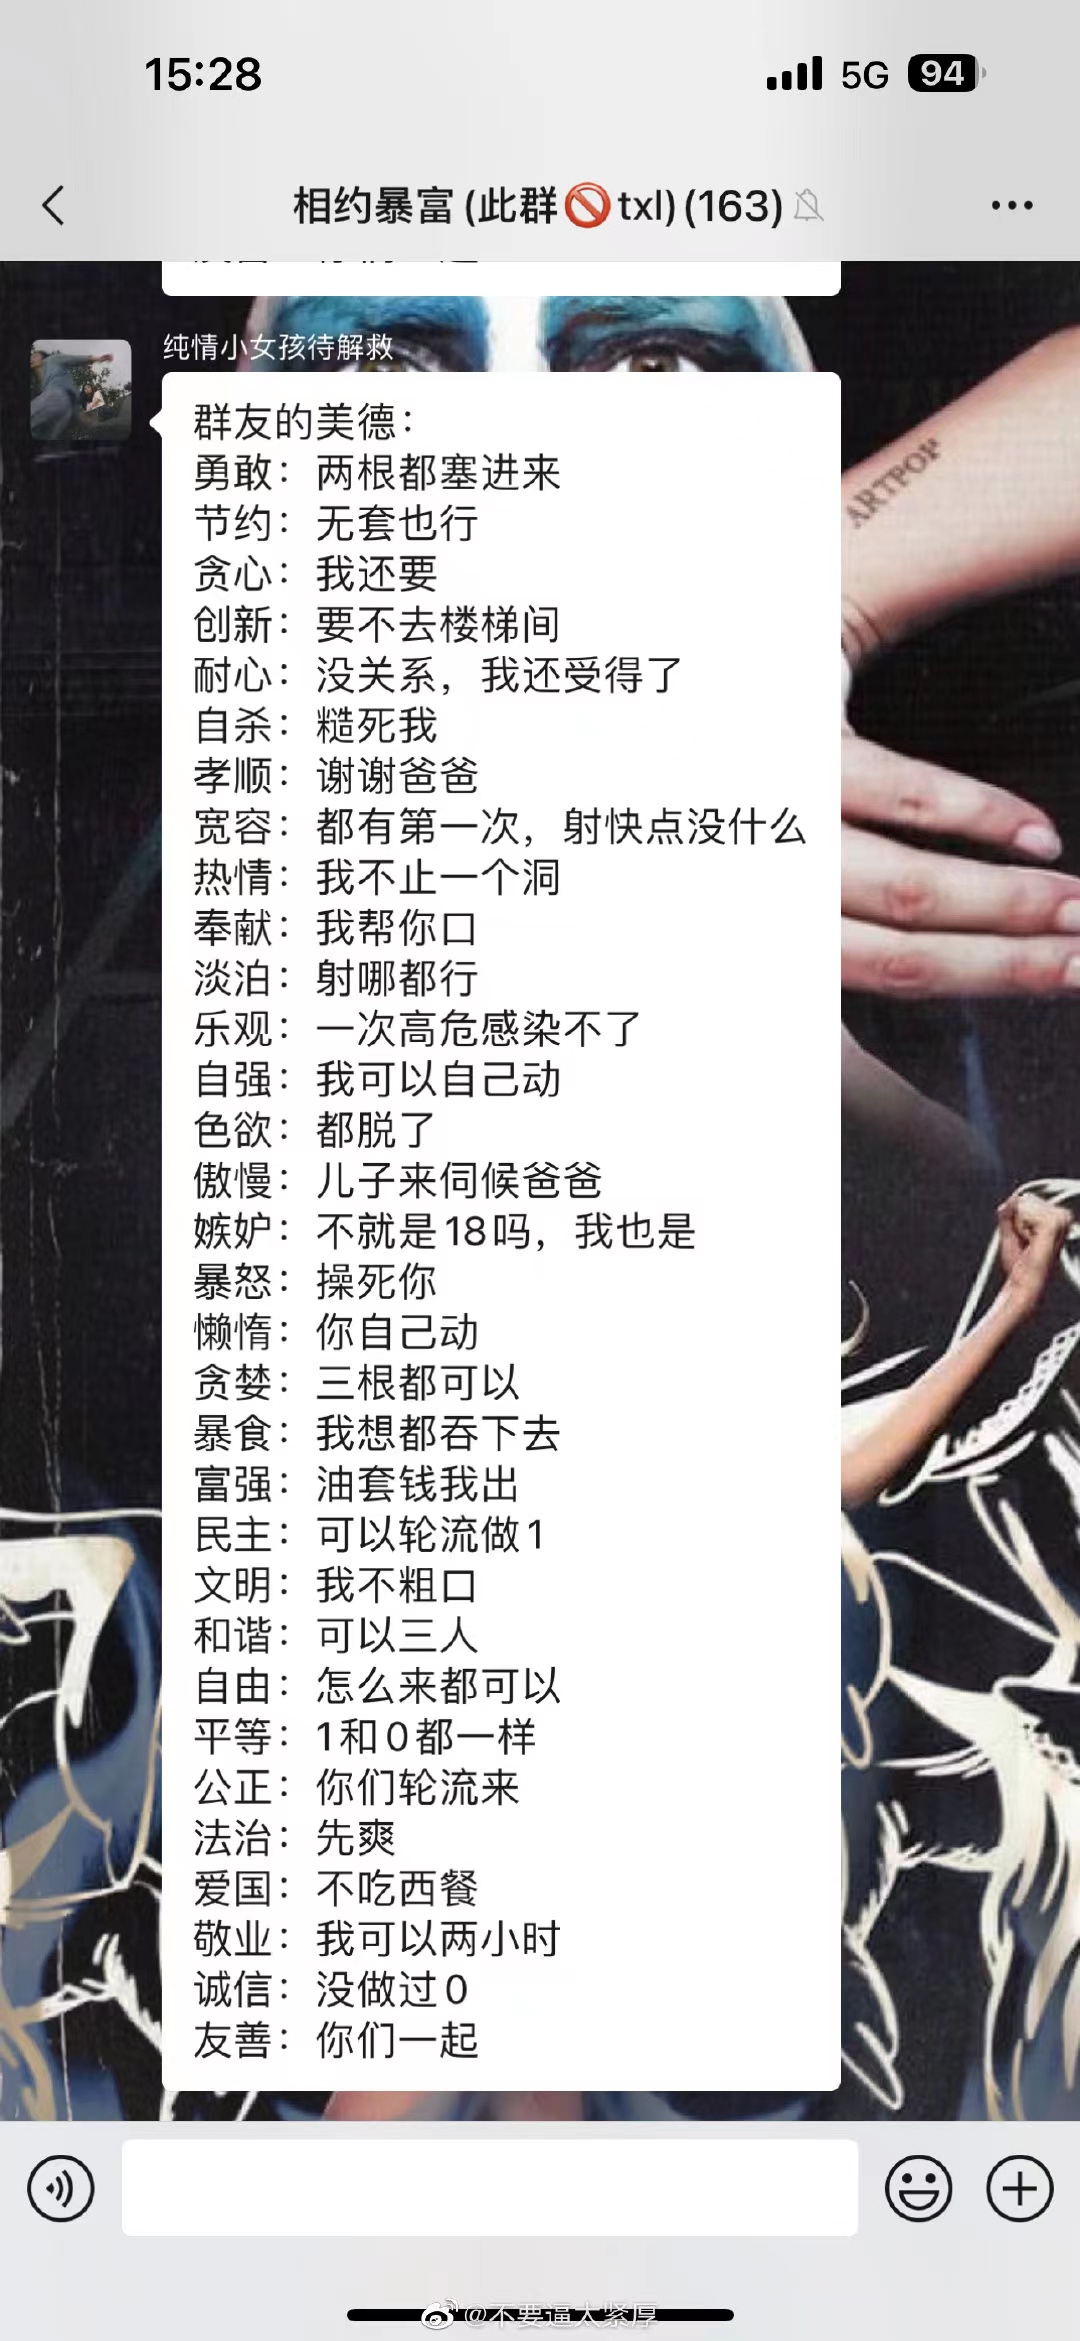 15:28
5G 94
相约暴富(此群🚫txl)(163)
纯情小女孩待解救
群友的美德：
勇敢：两根都塞进来
节约：无套也行
贪心：我还要
创新：要不去楼梯间
耐心：没关系，我还受得了
自杀：糙死我
孝顺：谢谢爸爸
宽容：都有第一次，射快点没什么
热情：我不止一个洞
奉献：我帮你口
淡泊：射哪都行
乐观：一次高危感染不了
自强：我可以自己动
色欲：都脱了
傲慢：儿子来伺候爸爸
嫉妒：不就是18吗，我也是
暴怒：操死你
懒惰：你自己动
贪婪：三根都可以
暴食：我想都吞下去
富强：油套钱我出
民主：可以轮流做1
文明：我不粗口
和谐：可以三人
自由：怎么来都可以
平等：1和0都一样
公正：你们轮流来
法治：先爽
爱国：不吃西餐
敬业：我可以两小时
诚信：没做过0
友善：你们一起
ARTPOP
@不要逼太紧厚